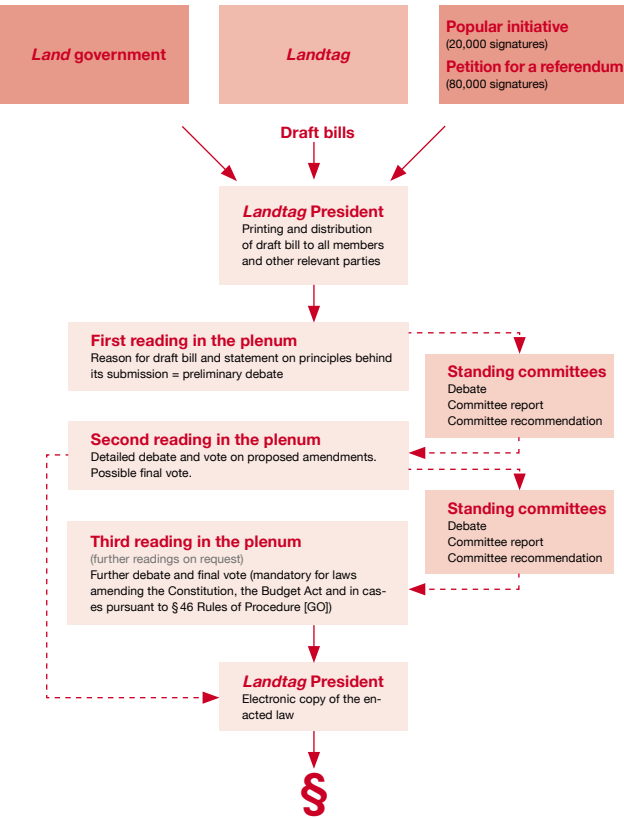 Land government
Landtag
Popular initiative
(20,000 signatures)
Petition for a referendum
(80,000 signatures)
Draft bills
Landtag President
Printing and distribution
of draft bill to all members
and other relevant parties
First reading in the plenum
Reason for draft bill and statement on principles behind
its submission = preliminary debate
Standing committees
Debate
Committee report
Committee recommendation
Second reading in the plenum
Detailed debate and vote on proposed amendments.
Possible final vote.
Standing committees
Debate
Committee report
Committee recommendation
Third reading in the plenum
(further readings on request)
Further debate and final vote (mandatory for laws
amending the Constitution, the Budget Act and in cas-
es pursuant to § 46 Rules of Procedure [GO])
Landtag President
Electronic copy of the en-
acted law
§